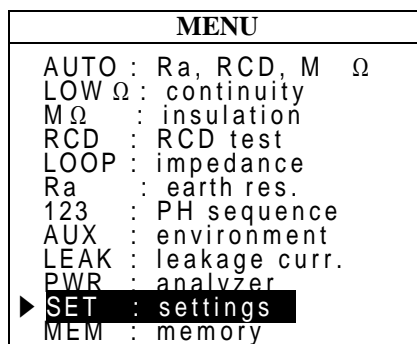 MENU
AUTO : Ra, RCD, M Ω
LOW Ω : continuity
M Ω : insulation
RCD : RCD test
LOOP : impedance
Ra : earth res.
123 : PH sequence
AUX : environment
LEAK : leakage curr.
PWR : analyzer
SET : settings
MEM : memory